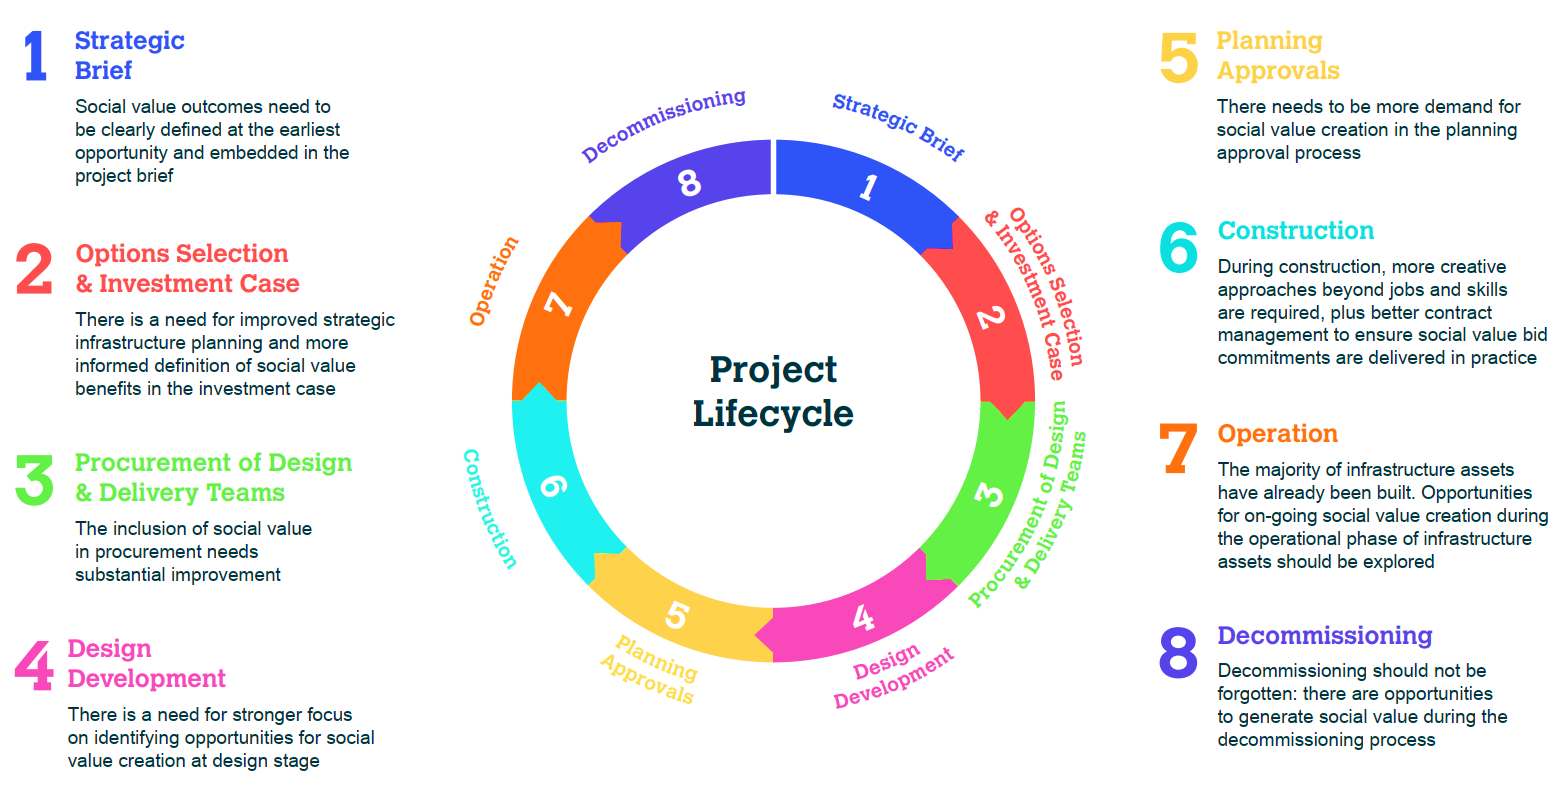 1
Strategic
Brief
Social value outcomes need to
be clearly defined at the earliest
opportunity and embedded in the
project brief
2
Options Selection
& Investment Case
There is a need for improved strategic
infrastructure planning and more
informed definition of social value
benefits in the investment case
3
Procurement of Design
& Delivery Teams
The inclusion of social value
in procurement needs
substantial improvement
4
Design
Development
There is a need for stronger focus
on identifying opportunities for social
value creation at design stage
Project
Lifecycle
Strategic Brief
1
Options Selection
& Investment Case
2
Procurement of Design
& Delivery Teams
3
Design
Development
4
Planning
Approvals
5
Construction
6
Operation
7
Decommissioning
8
5
Planning
Approvals
There needs to be more demand for
social value creation in the planning
approval process
6
Construction
During construction, more creative
approaches beyond jobs and skills
are required, plus better contract
management to ensure social value bid
commitments are delivered in practice
7
Operation
The majority of infrastructure assets
have already been built. Opportunities
for on-going social value creation during
the operational phase of infrastructure
assets should be explored
8
Decommissioning
Decommissioning should not be
forgotten: there are opportunities
to generate social value during the
decommissioning process